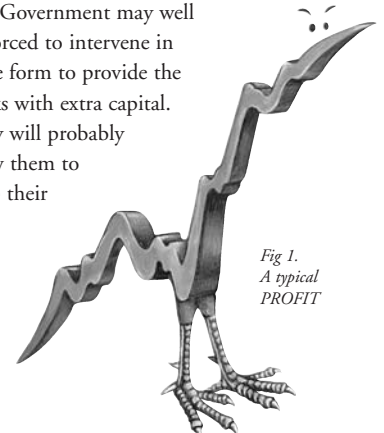 Government may well
orced to intervene in
e form to provide the
s with extra capital.
y will probably
w them to
their
Fig 1.
A typical
PROFIT